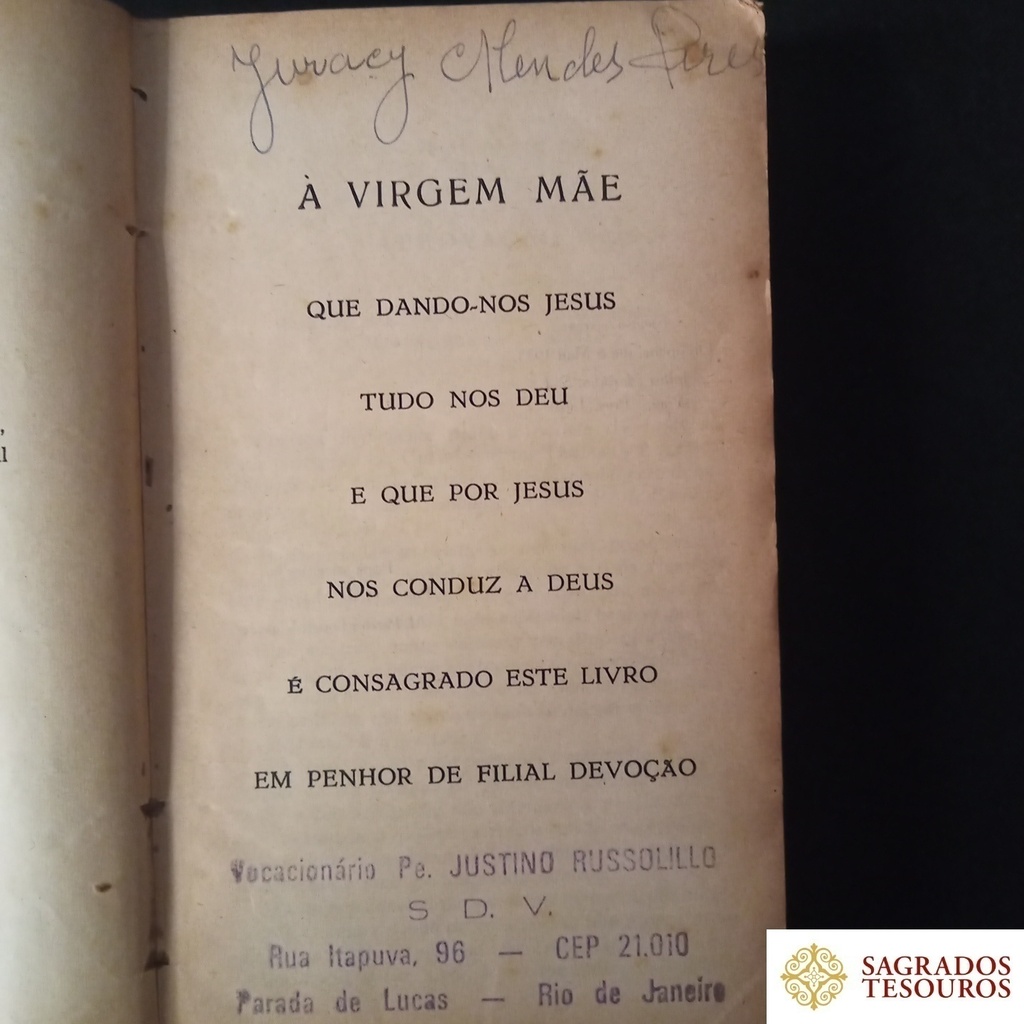 Juracy Mendes Pires
À VIRGEM MÃE
QUE DANDO-NOS JESUS
TUDO NOS DEU
E QUE POR JESUS
NOS CONDUZ A DEUS
É CONSAGRADO ESTE LIVRO
EM PENHOR DE FILIAL DEVOÇÃO
Vocacionário Pe. JUSTINO RUSSOLILLO
S D. V.
Rua Itapuva, 96 — CEP 21.010
Parada de Lucas — Rio de Janeiro
SAGRADOS
TESOUROS